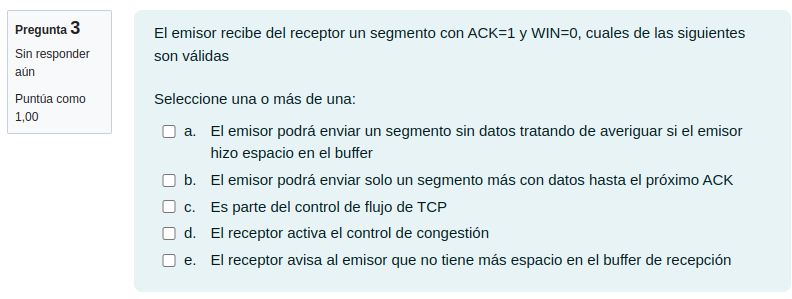 Pregunta 3
Sin responder
aún
Puntúa como
1,00
El emisor recibe del receptor un segmento con ACK=1 y WIN=0, cuales de las siguientes
son válidas
Seleccione una o más de una:
a. El emisor podrá enviar un segmento sin datos tratando de averiguar si el emisor
hizo espacio en el buffer
b. El emisor podrá enviar solo un segmento más con datos hasta el próximo ACK
c. Es parte del control de flujo de TCP
d. El receptor activa el control de congestión
e. El receptor avisa al emisor que no tiene más espacio en el buffer de recepción